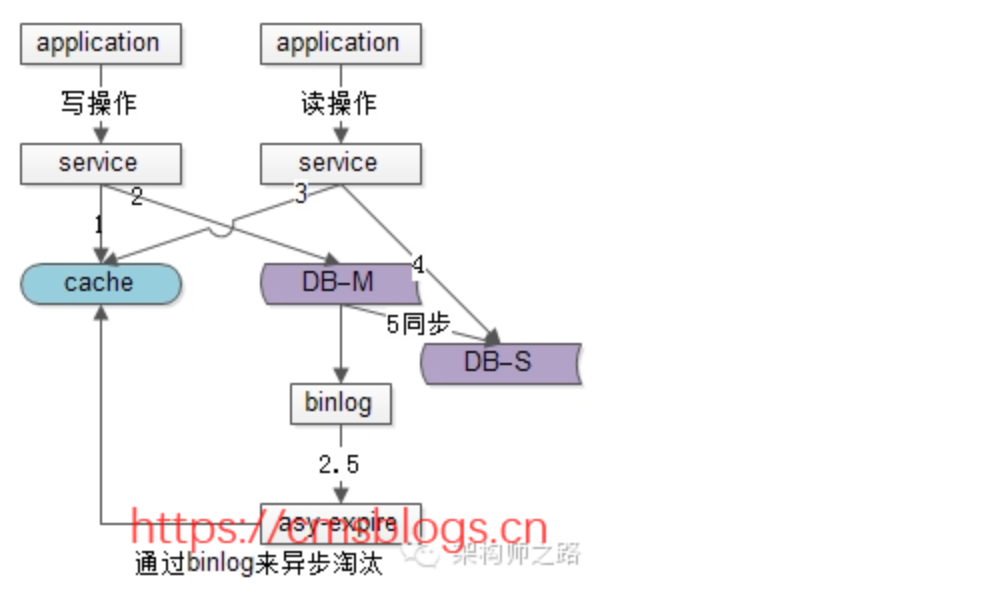 application
application
写操作
读操作
service
service
2
3
1
4
cache
DB-M
5同步
DB-S
binlog
2.5
asy-expire
https://cmsblogs.cn
通过binlog来异步淘汰
架构师之路